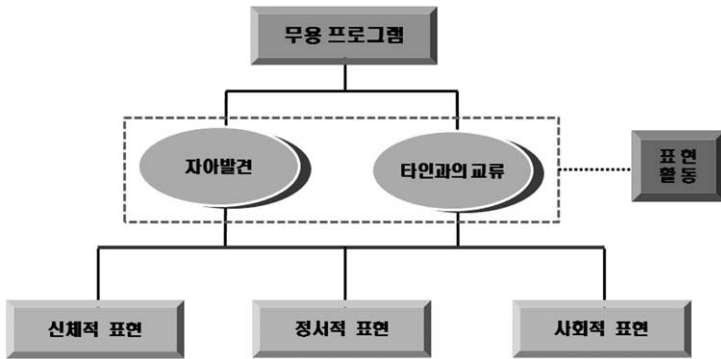 무용 프로그램
자아발견
타인과의 교류
표현
활동
신체적 표현
정서적 표현
사회적 표현